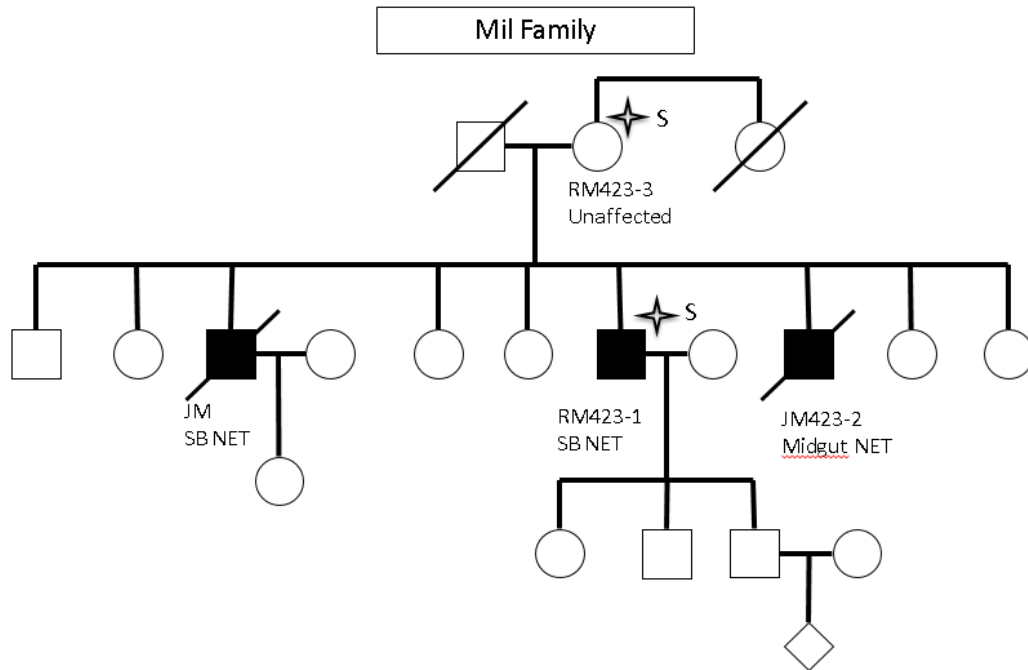 Mil Family
S
RM423-3
Unaffected
S
JM
SB NET
RM423-1
SB NET
JM423-2
Midgut NET